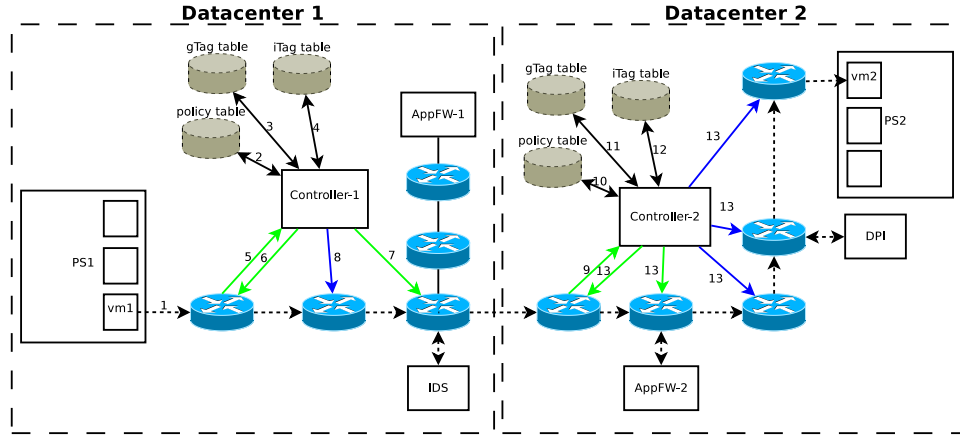 Datacenter 1
Datacenter 2
gTag table
iTag table
policy table
3
4
2
AppFW-1
Controller-1
PS1
vm1
1
5
6
8
7
IDS
gTag table
iTag table
policy table
11
12
10
13
Controller-2
13
vm2
PS2
DPI
9
13
13
13
AppFW-2